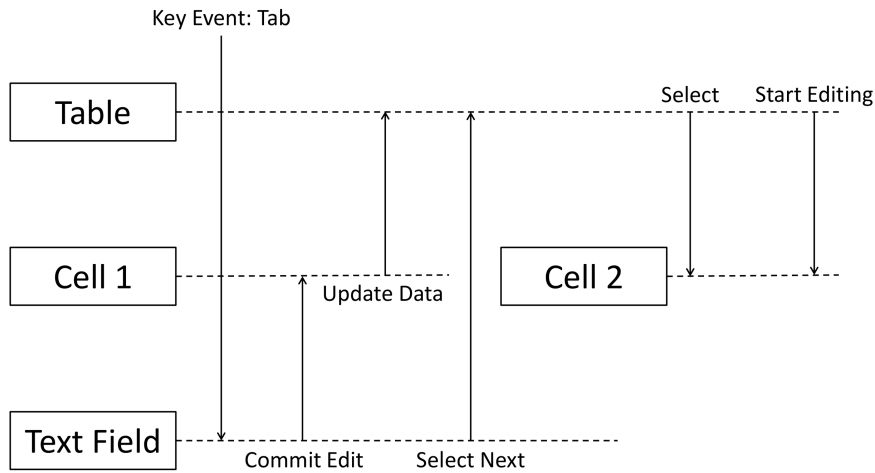 Key Event: Tab
Table
Select
Start Editing
Cell 1
Cell 2
Update Data
Text Field
Commit Edit
Select Next